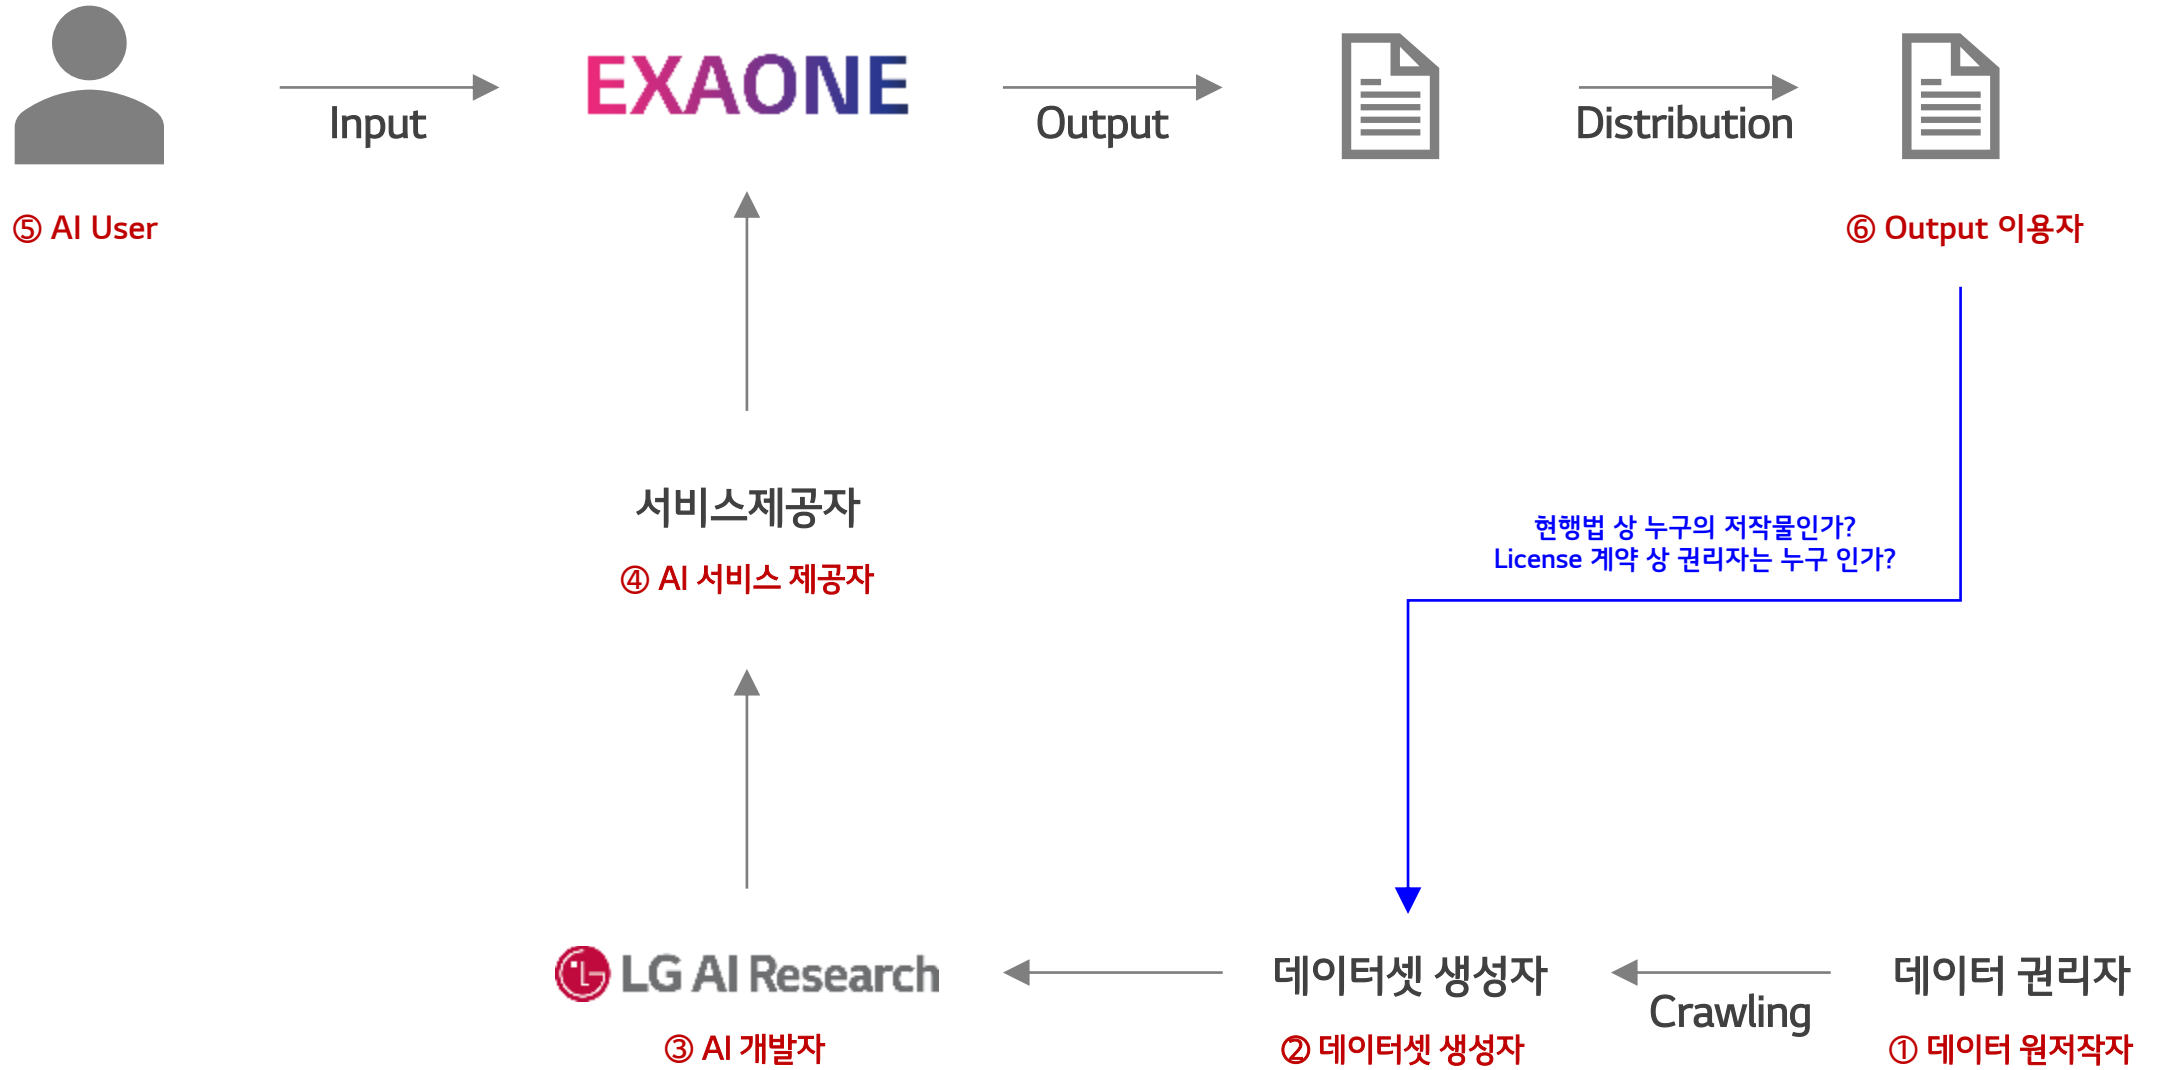 EXAONE
Input
Output
Distribution
⑤ AI User
⑥ Output 이용자
서비스제공자
④ AI 서비스 제공자
현행법 상 누구의 저작물인가?
License 계약 상 권리자는 누구 인가?
LG AI Research
③ AI 개발자
데이터셋 생성자
② 데이터셋 생성자
Crawling
데이터 권리자
① 데이터 원저작자